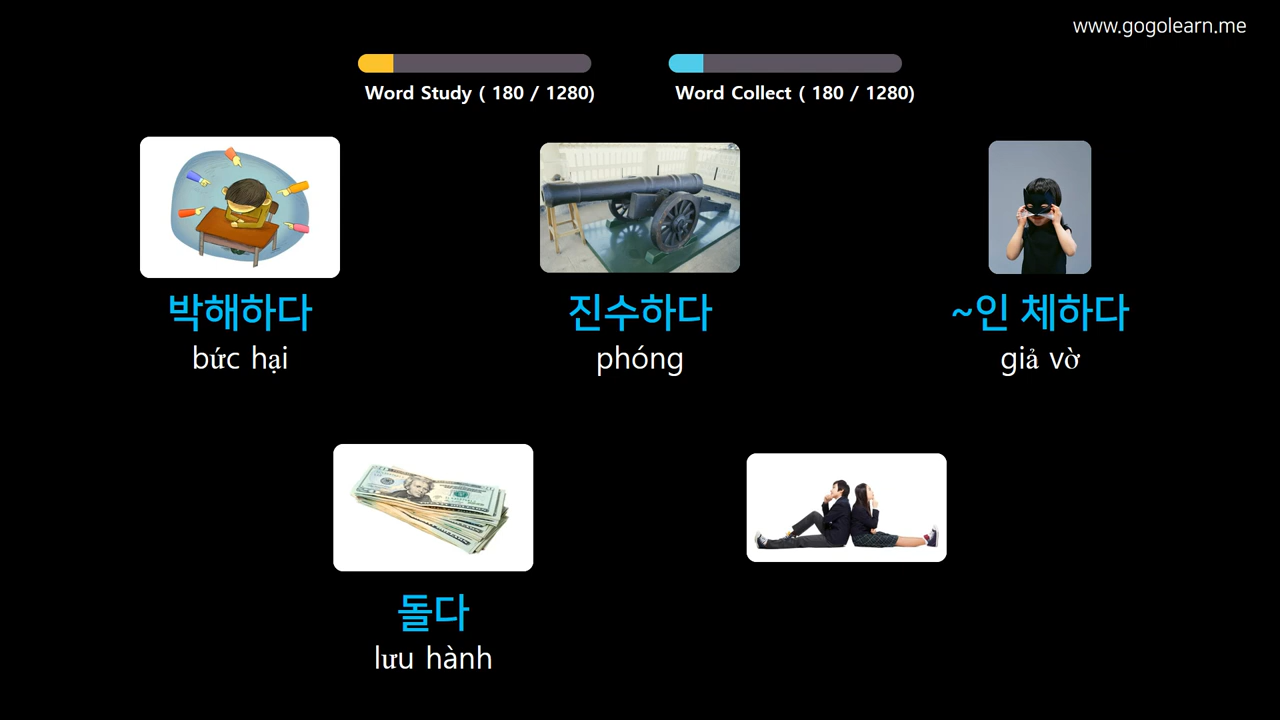 www.gogolearn.me
Word Study ( 180 / 1280)
Word Collect ( 180 / 1280)
박해하다
bức hại
진수하다
phóng
~인 체하다
giả vờ
돌다
lưu hành